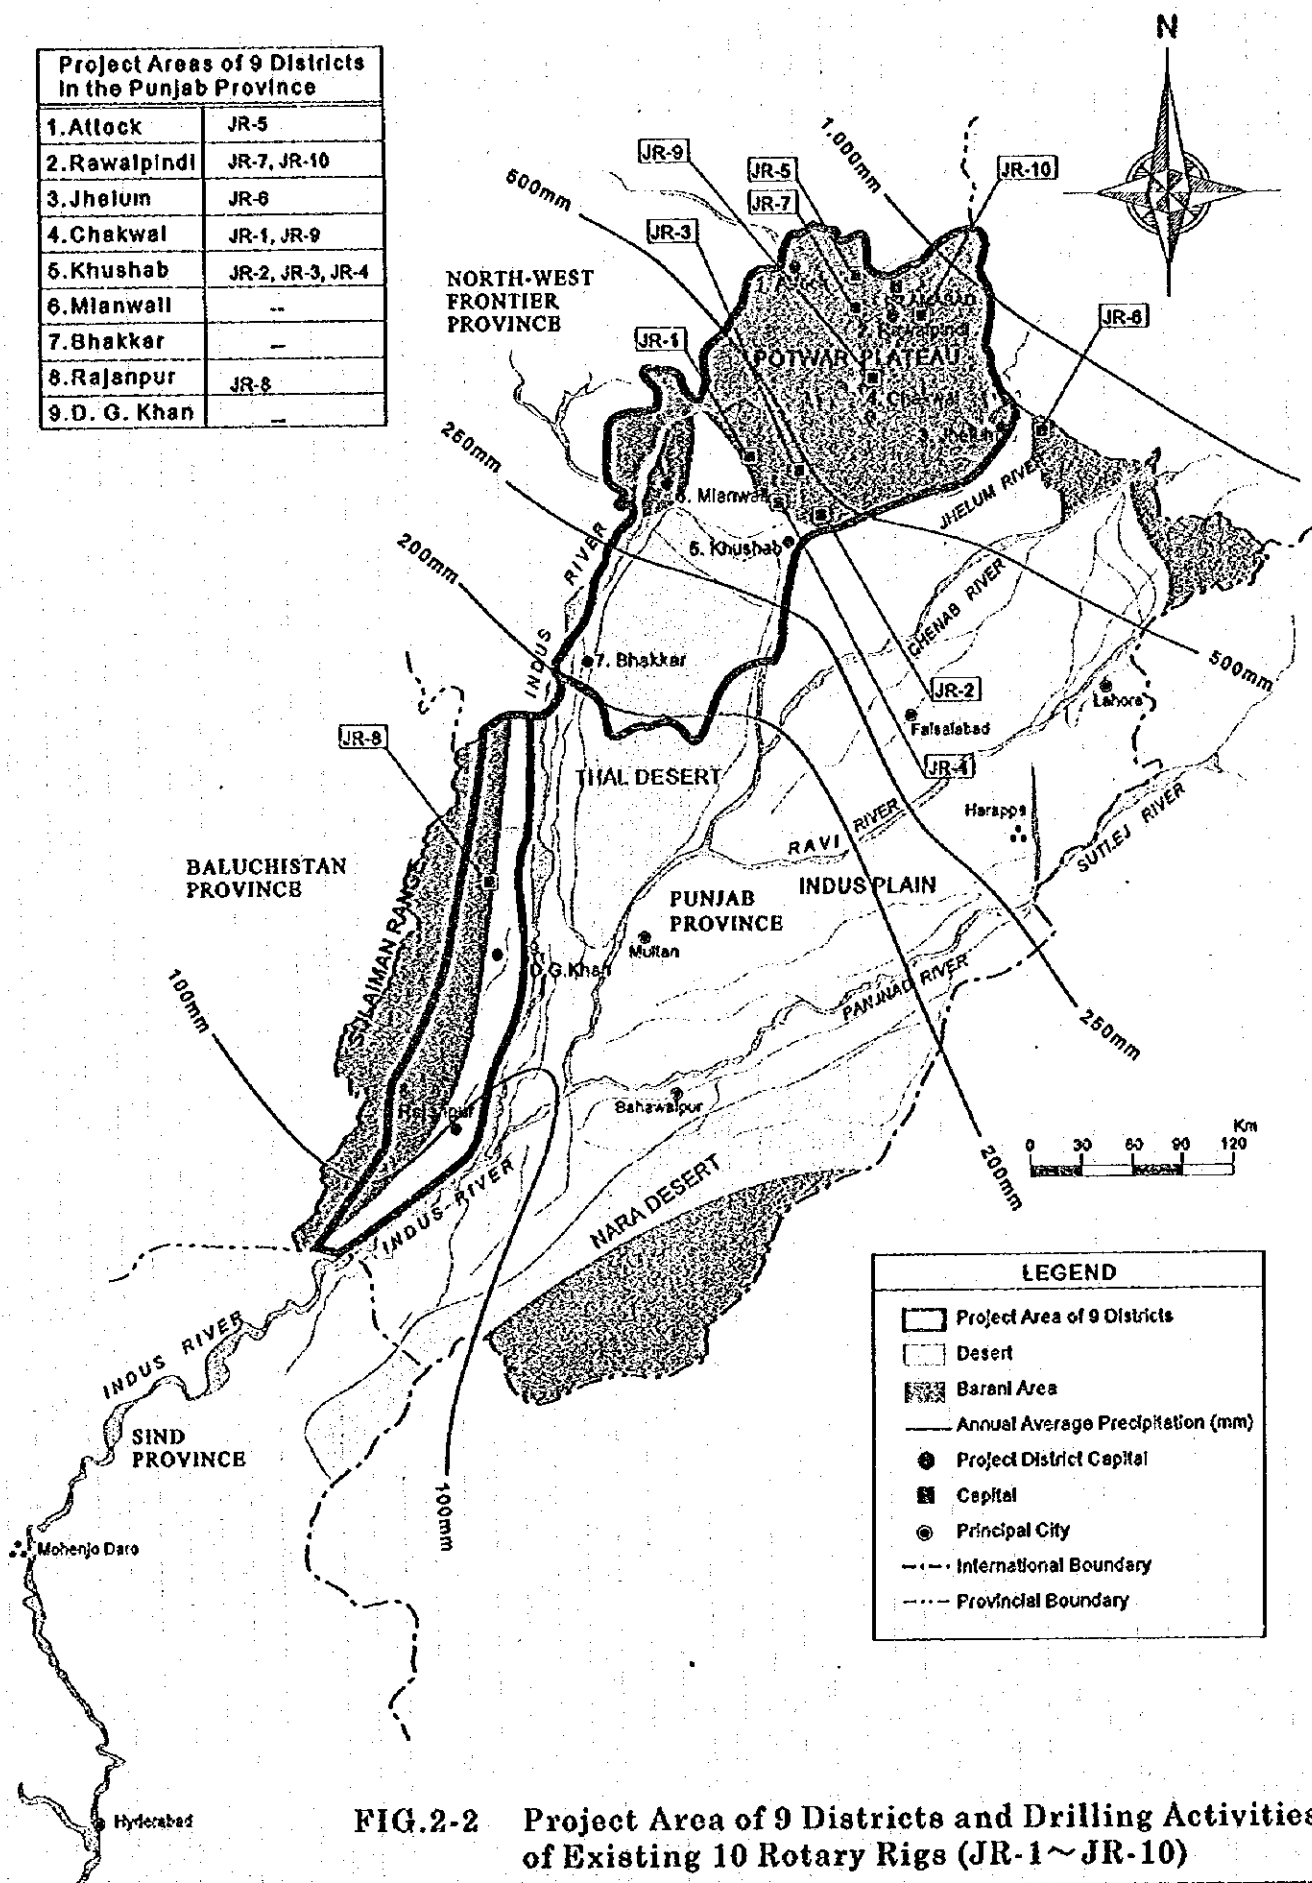 N
Project Areas of 9 Districts
in the Punjab Province
1.Attock JR-5
2.Rawalpindi JR-7, JR-10
3.Jhelum JR-6
4.Chakwal JR-1, JR-9
5.Khushab JR-2, JR-3, JR-4
6.Mianwali --
7.Bhakkar –
8.Rajanpur JR-8
9.D. G. Khan –
1.000mm
JR-9
JR-5
JR-10
500mm
JR-7
JR-3
NORTH-WEST
FRONTIER
PROVINCE
ISLAMABAD
2. Rawalpindi
JR-6
JR-1
POTWAR PLATEAU
4. Chakwal
250mm
3. Jhelum
6. Mianwali
JHELUM RIVER
200mm
5. Khushab
INDUS RIVER
CHENAB RIVER
7. Bhakkar
500mm
JR-2
Lahore
Faisalabad
JR-8
JR-4
THAL DESERT
Harappa
RAVI RIVER
SUTLEJ RIVER
BALUCHISTAN
PROVINCE
SULAIMAN RANGE
INDUS PLAIN
PUNJAB
PROVINCE
Multan
D.G.Khan
PANJNAD RIVER
100mm
250mm
Bahawalpur
Rajanpur
Km
0 30 60 90 120
200mm
INDUS RIVER
NARA DESERT
LEGEND
Project Area of 9 Districts
Desert
Barani Area
Annual Average Precipitation (mm)
Project District Capital
Capital
Principal City
International Boundary
Provincial Boundary
INDUS RIVER
SIND
PROVINCE
100mm
Mohenjo Daro
Hyderabad
FIG.2-2 Project Area of 9 Districts and Drilling Activities
of Existing 10 Rotary Rigs (JR-1~JR-10)